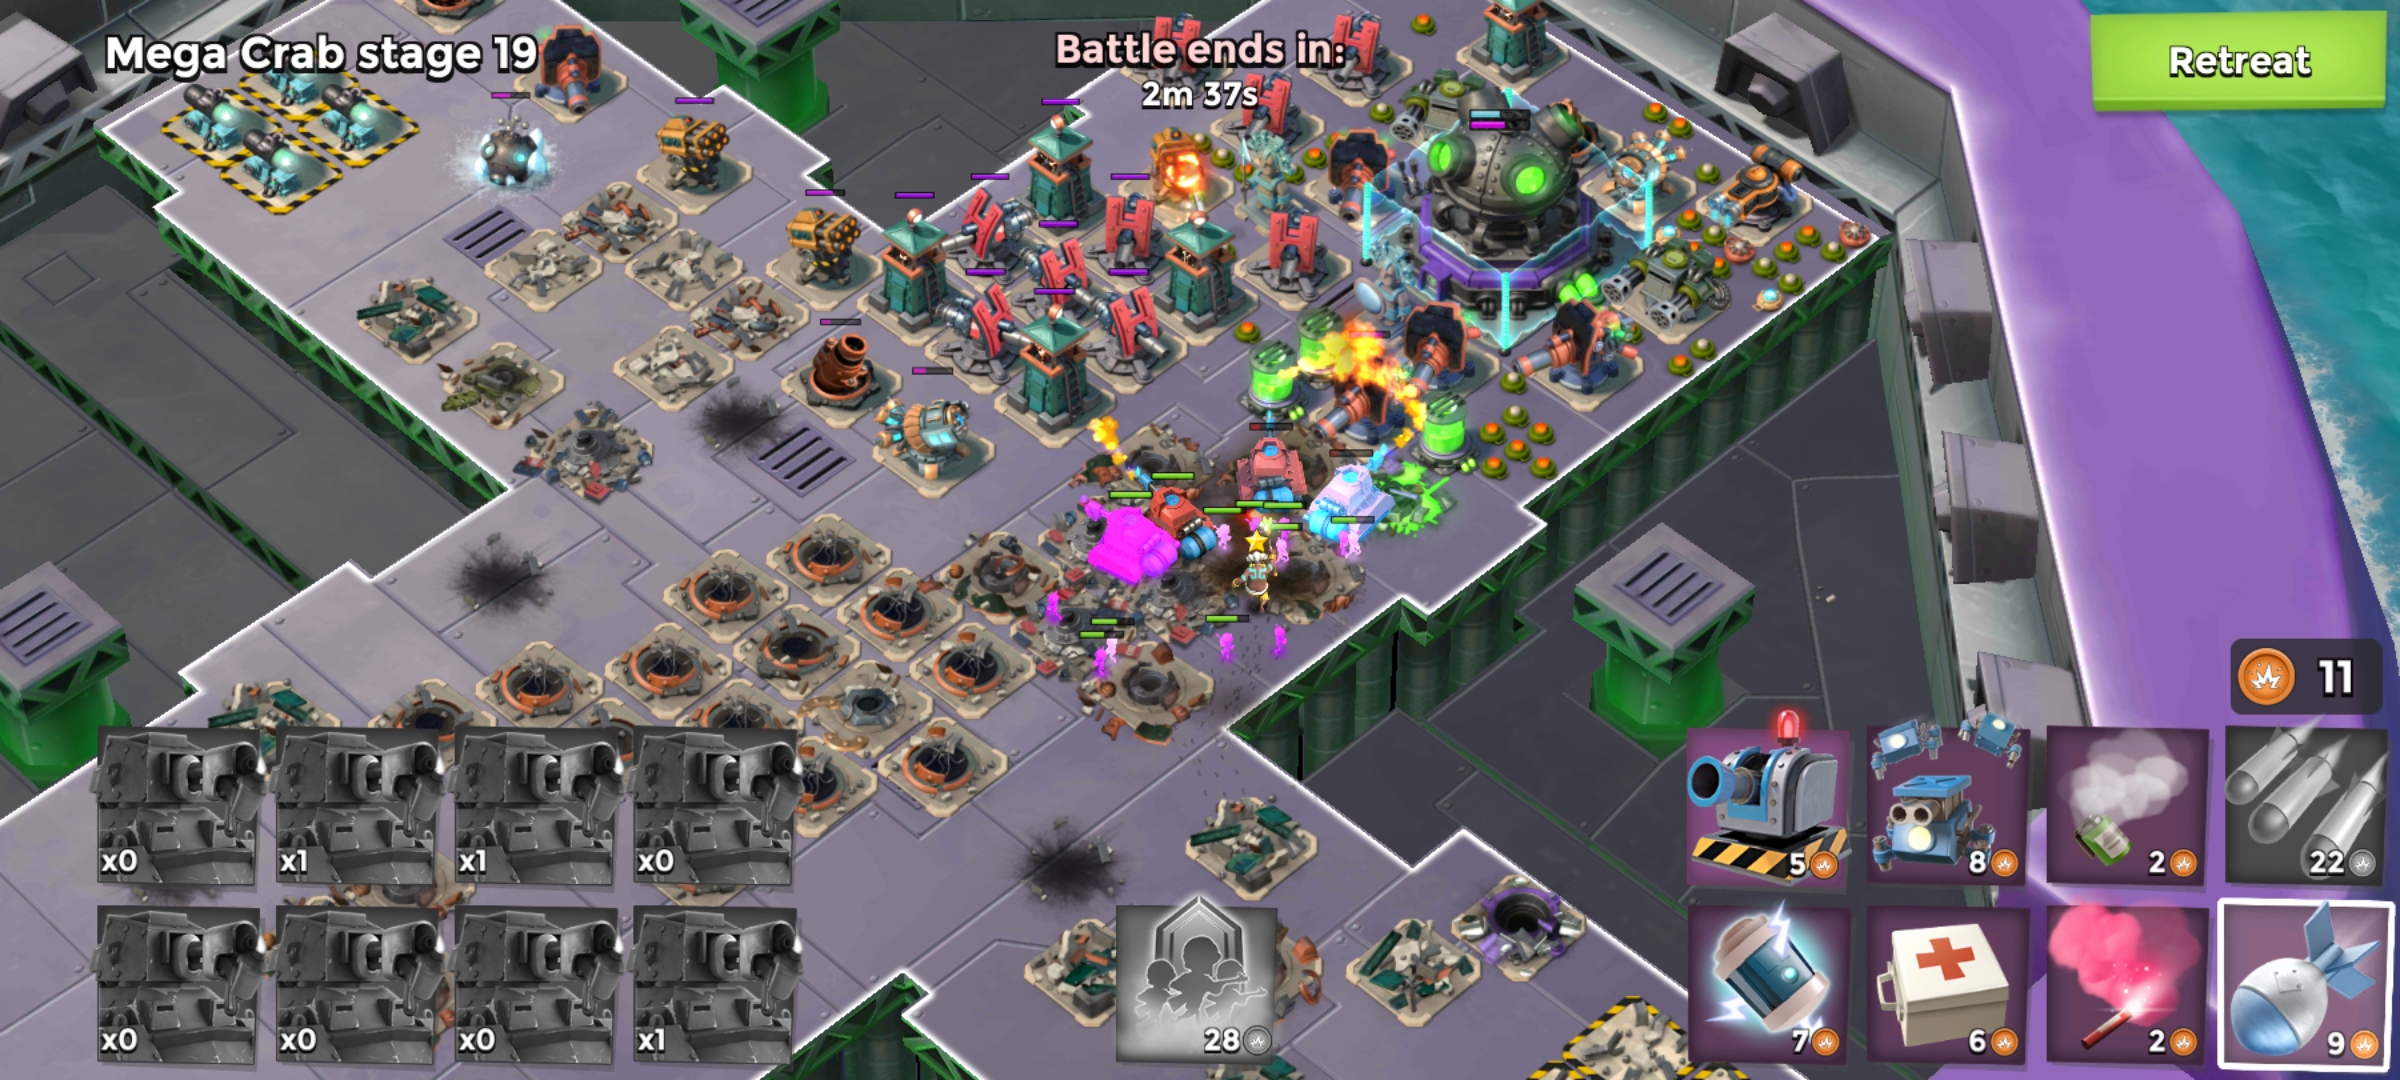 Mega Crab stage 19
Battle ends in:
2m 37s
Retreat
11
x0
x1
x1
x0
5
8
2
22
x0
x0
x0
x1
28
7
6
2
9